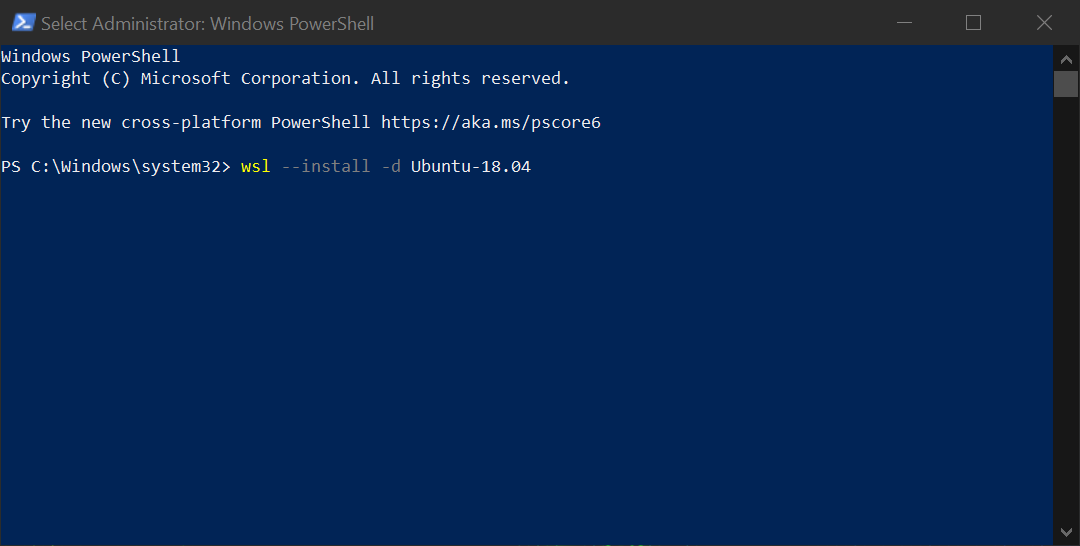 Select Administrator: Windows PowerShell
Windows PowerShell
Copyright (C) Microsoft Corporation. All rights reserved.
Try the new cross-platform PowerShell https://aka.ms/pscore6
PS C:\Windows\system32> wsl --install -d Ubuntu-18.04